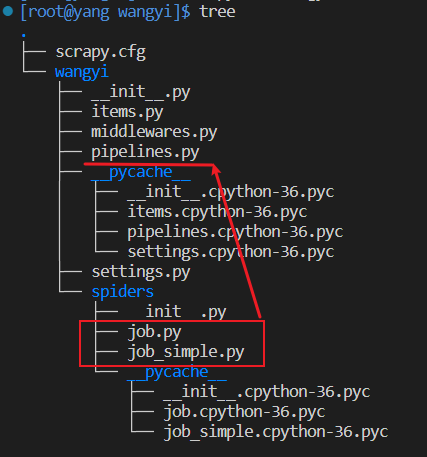 [root@yang wangyi]$ tree
.
├── scrapy.cfg
└── wangyi
    ├── __init__.py
    ├── items.py
    ├── middlewares.py
    ├── pipelines.py
    ├── __pycache__
    │   ├── __init__.cpython-36.pyc
    │   ├── items.cpython-36.pyc
    │   ├── pipelines.cpython-36.pyc
    │   └── settings.cpython-36.pyc
    ├── settings.py
    └── spiders
        ├── __init__.py
        ├── job.py
        ├── job_simple.py
        └── __pycache__
            ├── __init__.cpython-36.pyc
            ├── job.cpython-36.pyc
            └── job_simple.cpython-36.pyc